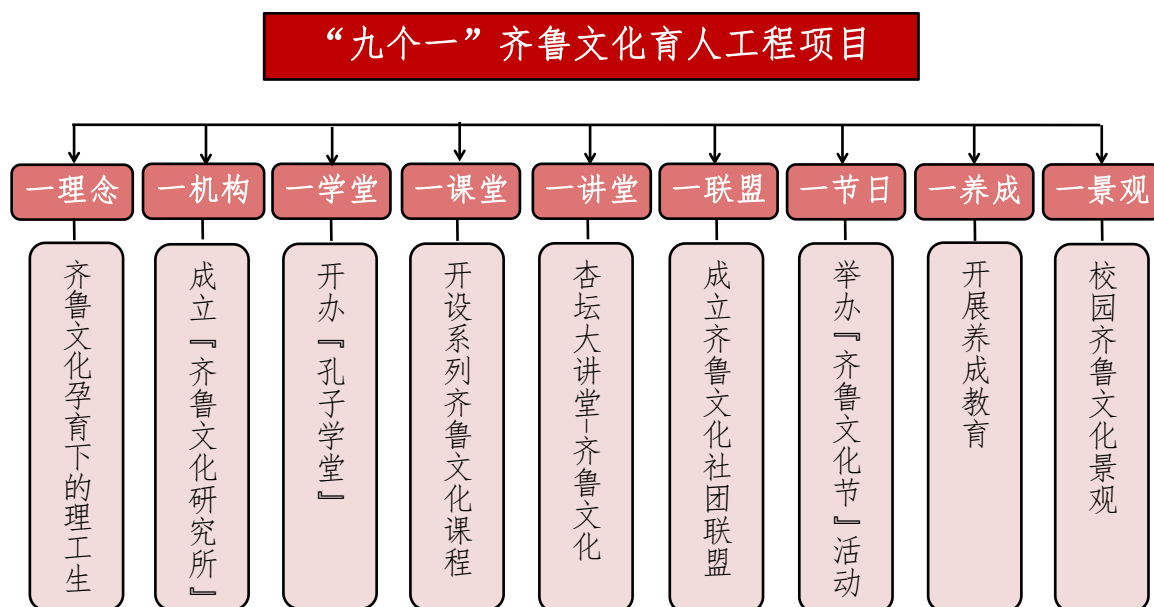 “九个一”齐鲁文化育人工程项目
一理念
一机构
一学堂
一课堂
一讲堂
一联盟
一节日
一养成
一景观
齐鲁文化孕育下的理工生
成立『齐鲁文化研究所』
开办『孔子学堂』
开设系列齐鲁文化课程
杏坛大讲堂-齐鲁文化
成立齐鲁文化社团联盟
举办『齐鲁文化节』活动
开展养成教育
校园齐鲁文化景观